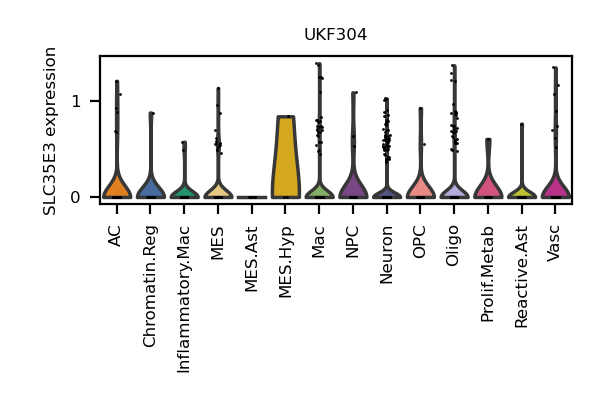 UKF304
SLC35E3 expression
1
0
AC
Chromatin.Reg
Inflammatory.Mac
MES
MES.Ast
MES.Hyp
Mac
NPC
Neuron
OPC
Oligo
Prolif.Metab
Reactive.Ast
Vasc